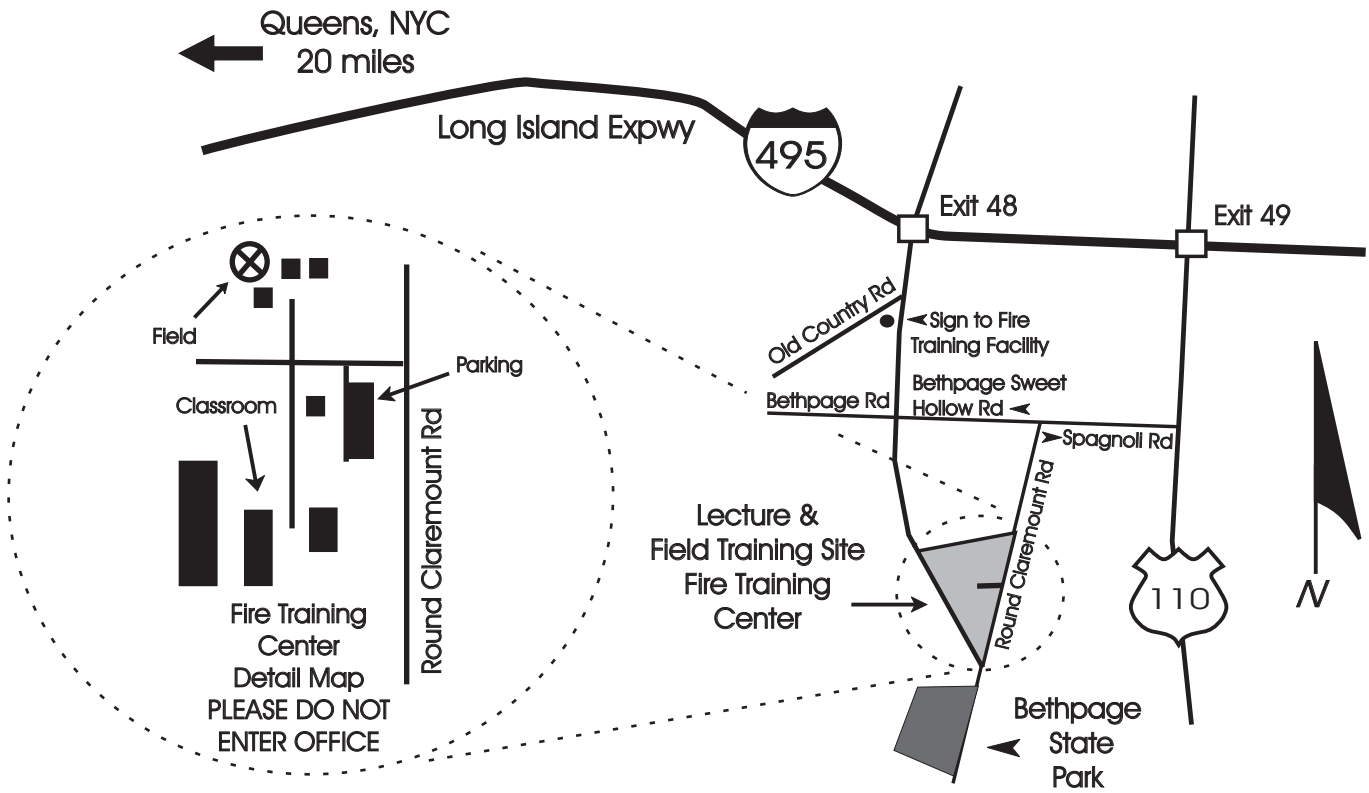 Queens, NYC
20 miles
Long Island Expwy
495
Exit 48
Exit 49
Old Country Rd
Sign to Fire
Training Facility
Bethpage Rd
Bethpage Sweet
Hollow Rd
Spagnoli Rd
Round Claremount Rd
Lecture &
Field Training Site
Fire Training
Center
110
N
Bethpage
State
Park
Field
Parking
Classroom
Round Claremount Rd
Fire Training
Center
Detail Map
PLEASE DO NOT
ENTER OFFICE